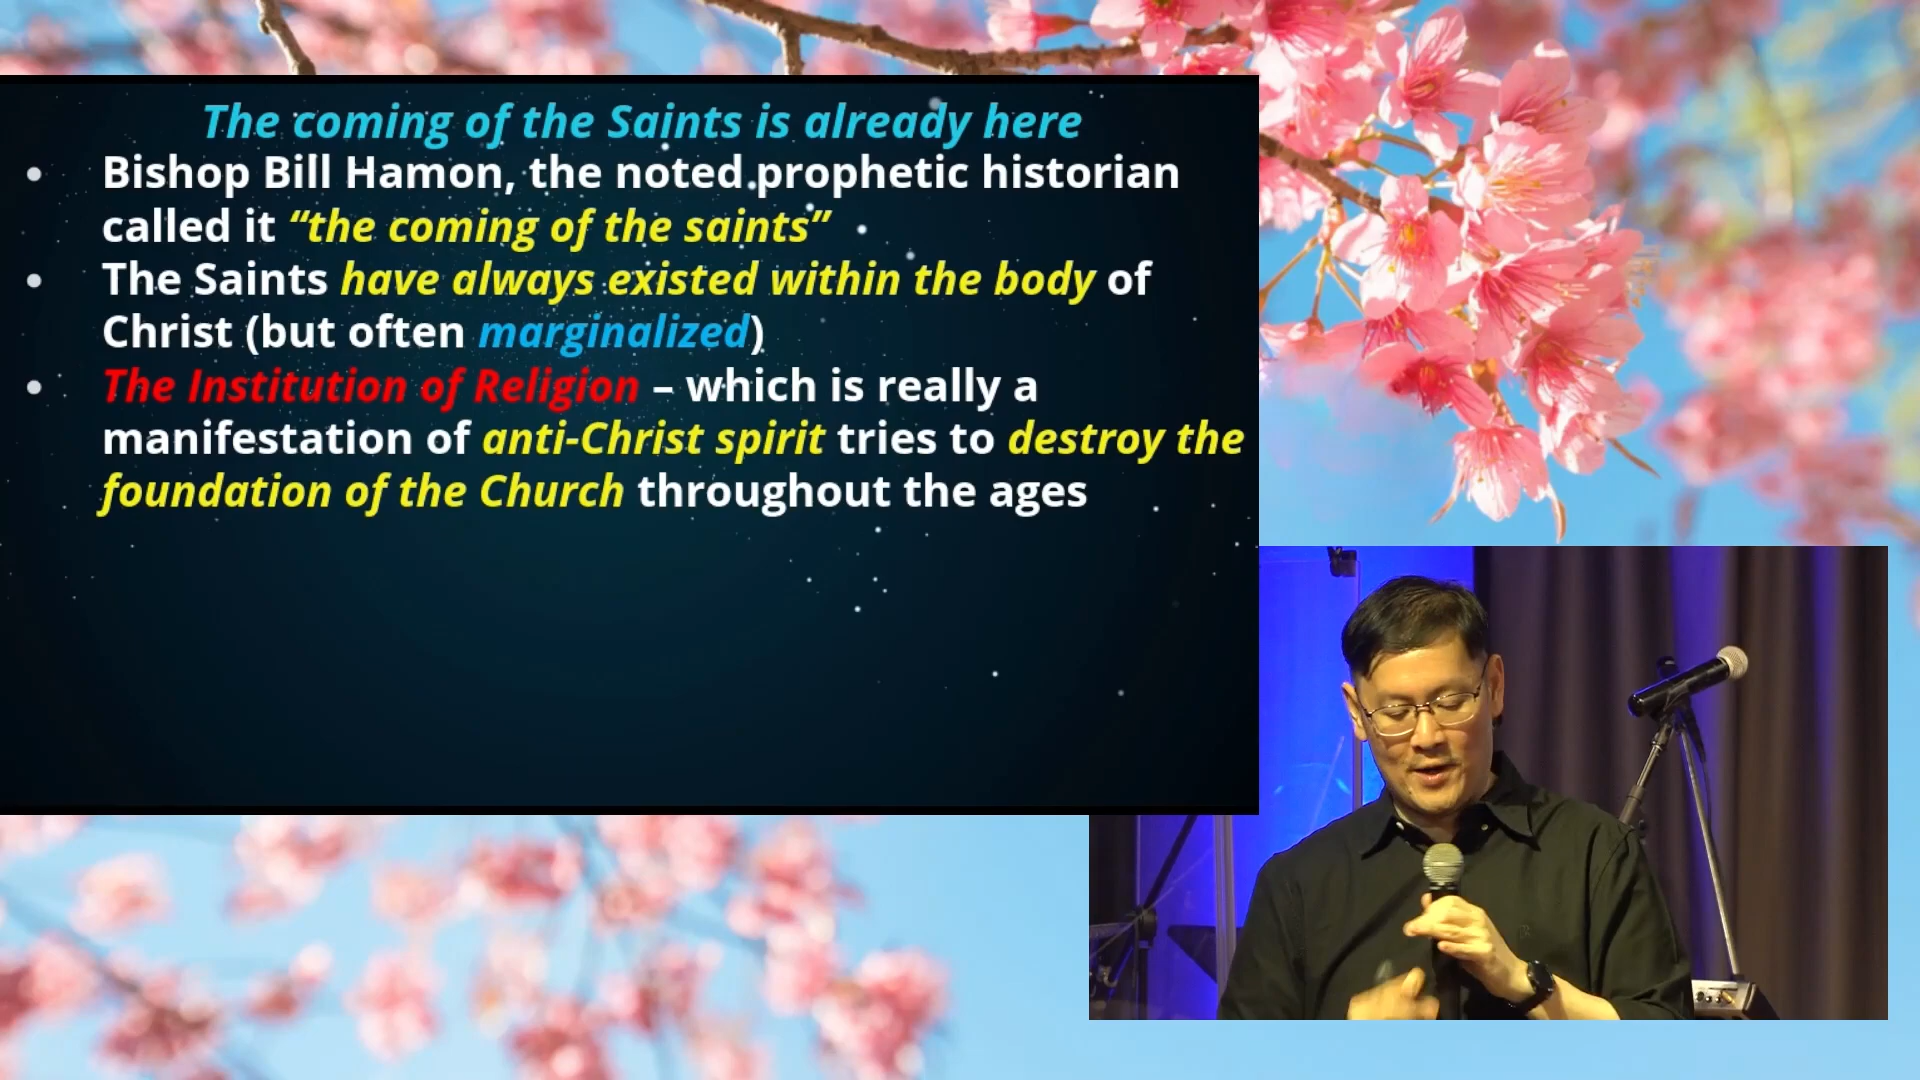 The coming of the Saints is already here
• Bishop Bill Hamon, the noted prophetic historian
called it “the coming of the saints”
• The Saints have always existed within the body of
Christ (but often marginalized)
• The Institution of Religion – which is really a
manifestation of anti-Christ spirit tries to destroy the
foundation of the Church throughout the ages